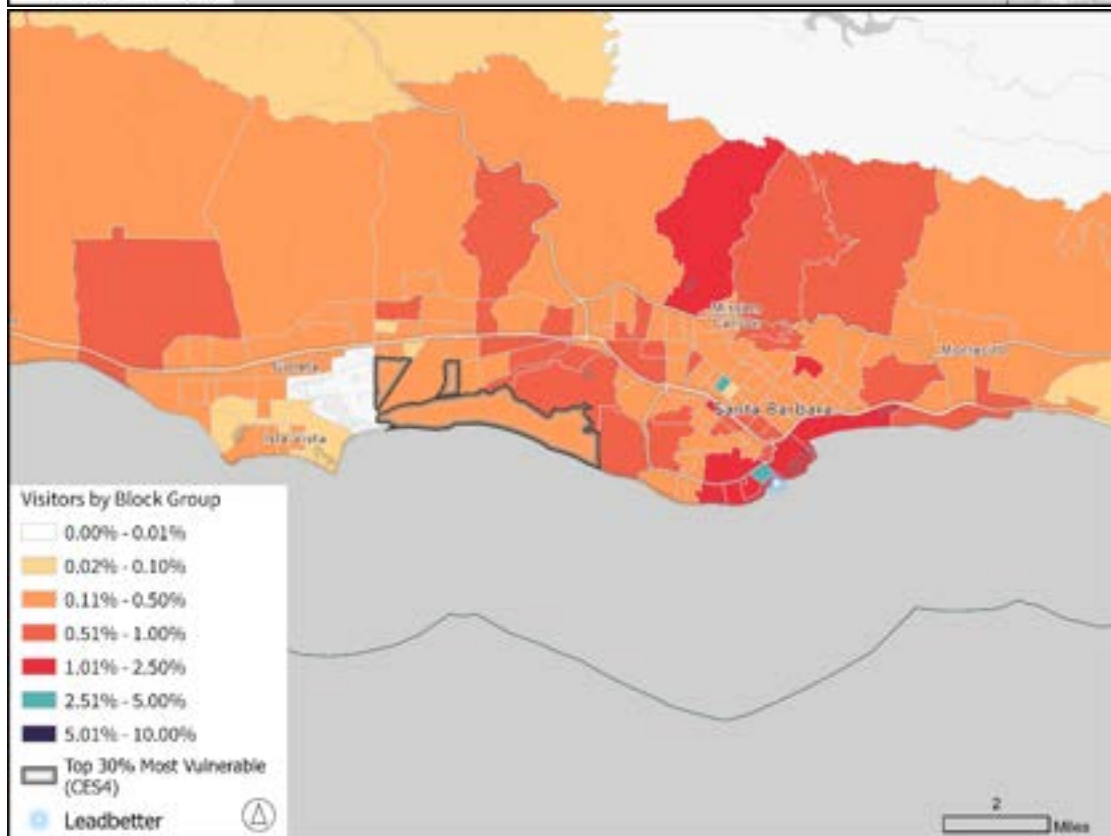 Mission
Canyon
Montecito
Goleta
Santa Barbara
Isla Vista
Visitors by Block Group
0.00% - 0.01%
0.02% - 0.10%
0.11% - 0.50%
0.51% - 1.00%
1.01% - 2.50%
2.51% - 5.00%
5.01% - 10.00%
Top 30% Most Vulnerable
(CES4)
Leadbetter
2
Miles